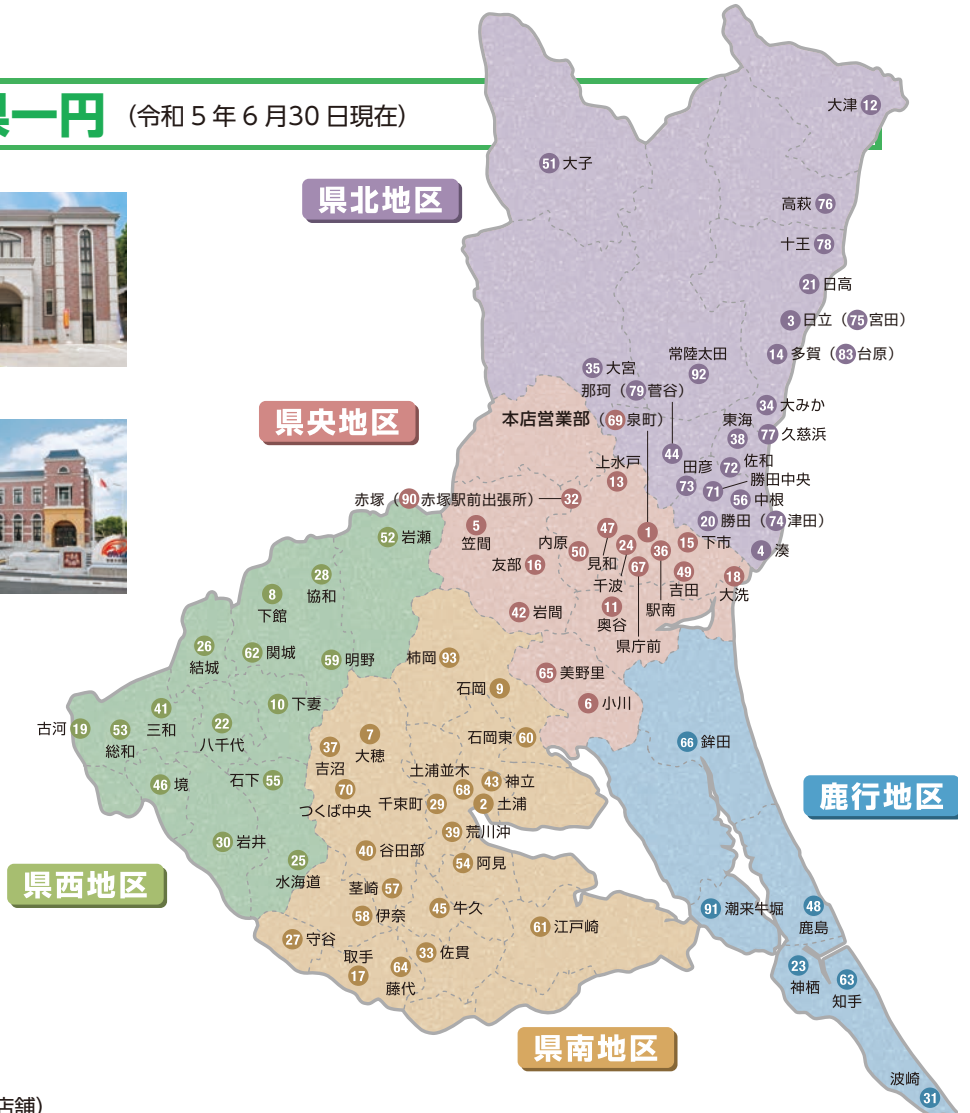 県一円 (令和5年6月30日現在)
大津 12
51 大子
県北地区
高萩 76
十王 78
21 日高
3 日立 (75 宮田)
14 多賀 (83 台原)
常陸太田
92
35 大宮
那珂 (79 菅谷)
34 大みか
東海
38
77 久慈浜
県央地区
本店営業部 (69 泉町)
44
上水戸
13
田彦
73
72 佐和
勝田中央
71
56 中根
赤塚 (90 赤塚駅前出張所) 32
20 勝田 (74 津田)
5
笠間
47
見和
1
24
千波
36
駅南
15 下市
4 湊
52 岩瀬
内原
50
友部 16
67
県庁前
49
吉田
18
大洗
28
協和
8
下館
42 岩間
11
奥谷
26
結城
62 関城
59 明野
柿岡 93
65 美野里
石岡 9
6 小川
10 下妻
41
三和
古河 19
53
総和
22
八千代
7
大穂
37
吉沼
石岡東 60
66 鉾田
46 境
石下 55
70
つくば中央
土浦並木
68
43 神立
千束町 29
2 土浦
鹿行地区
30 岩井
39 荒川沖
25
水海道
40 谷田部
54 阿見
県西地区
茎崎 57
58 伊奈
45 牛久
61 江戸崎
91 潮来牛堀
48
鹿島
27 守谷
取手
17
33 佐貫
64
藤代
23
神栖
63
知手
県南地区
波崎
31
店舗)